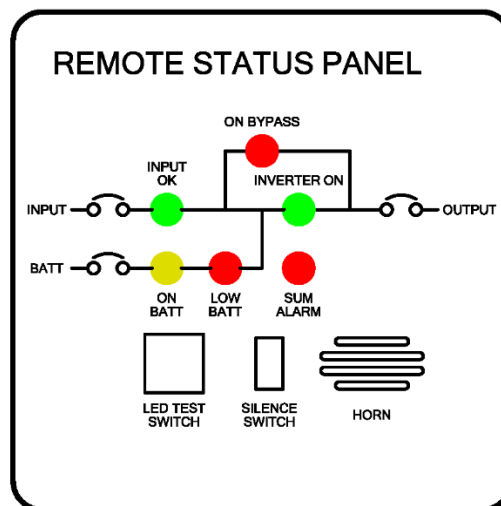 REMOTE STATUS PANEL
ON BYPASS
INPUT
OK
INVERTER ON
INPUT
OUTPUT
BATT
ON
BATT
LOW
BATT
SUM
ALARM
LED TEST
SWITCH
SILENCE
SWITCH
HORN